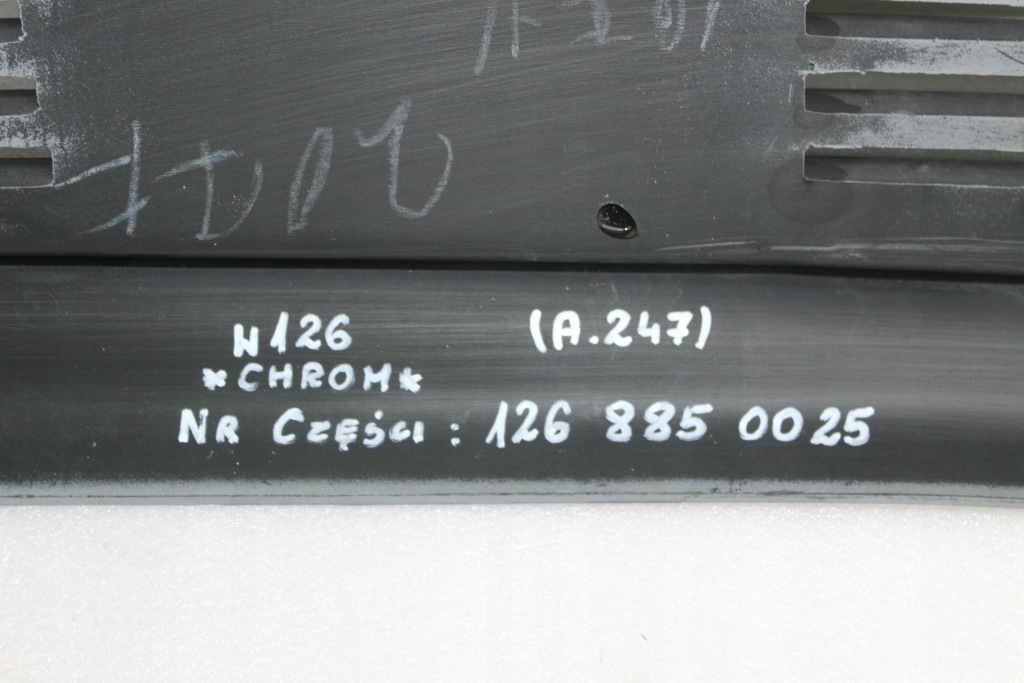 W126 (A.247)
*CHROM*
NR CZĘŚCI : 126 885 0025